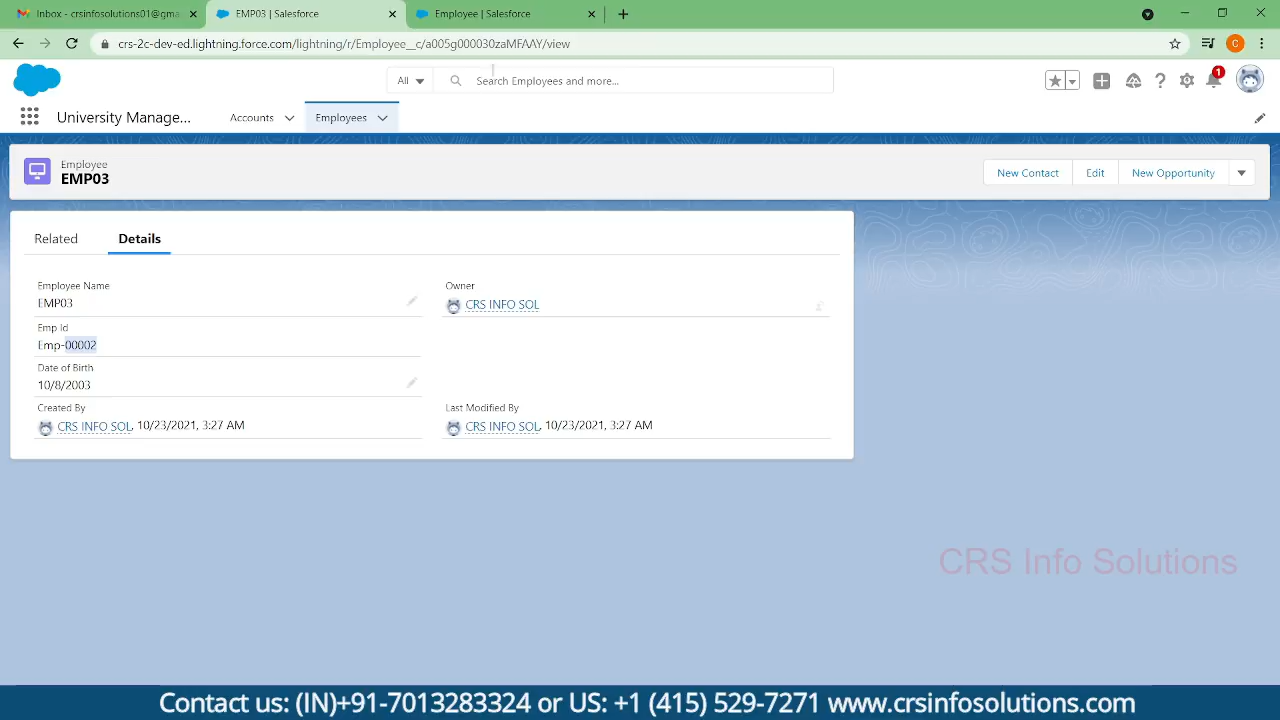 Inbox - crsinfosolutions01@gma
EMP03 | Salesforce
Employee | Salesforce
crs-2c-dev-ed.lightning.force.com/lightning/r/Employee__c/a005g000030zaMFAAY/view
All
Search Employees and more...
1
C
University Manage...
Accounts
Employees
Employee
EMP03
New Contact
Edit
New Opportunity
Related
Details
Employee Name
EMP03
Owner
CRS INFO SOL
Emp Id
Emp-00002
Date of Birth
10/8/2003
Created By
CRS INFO SOL, 10/23/2021, 3:27 AM
Last Modified By
CRS INFO SOL, 10/23/2021, 3:27 AM
CRS Info Solutions
Contact us: (IN)+91-7013283324 or US: +1 (415) 529-7271 www.crsinfosolutions.com